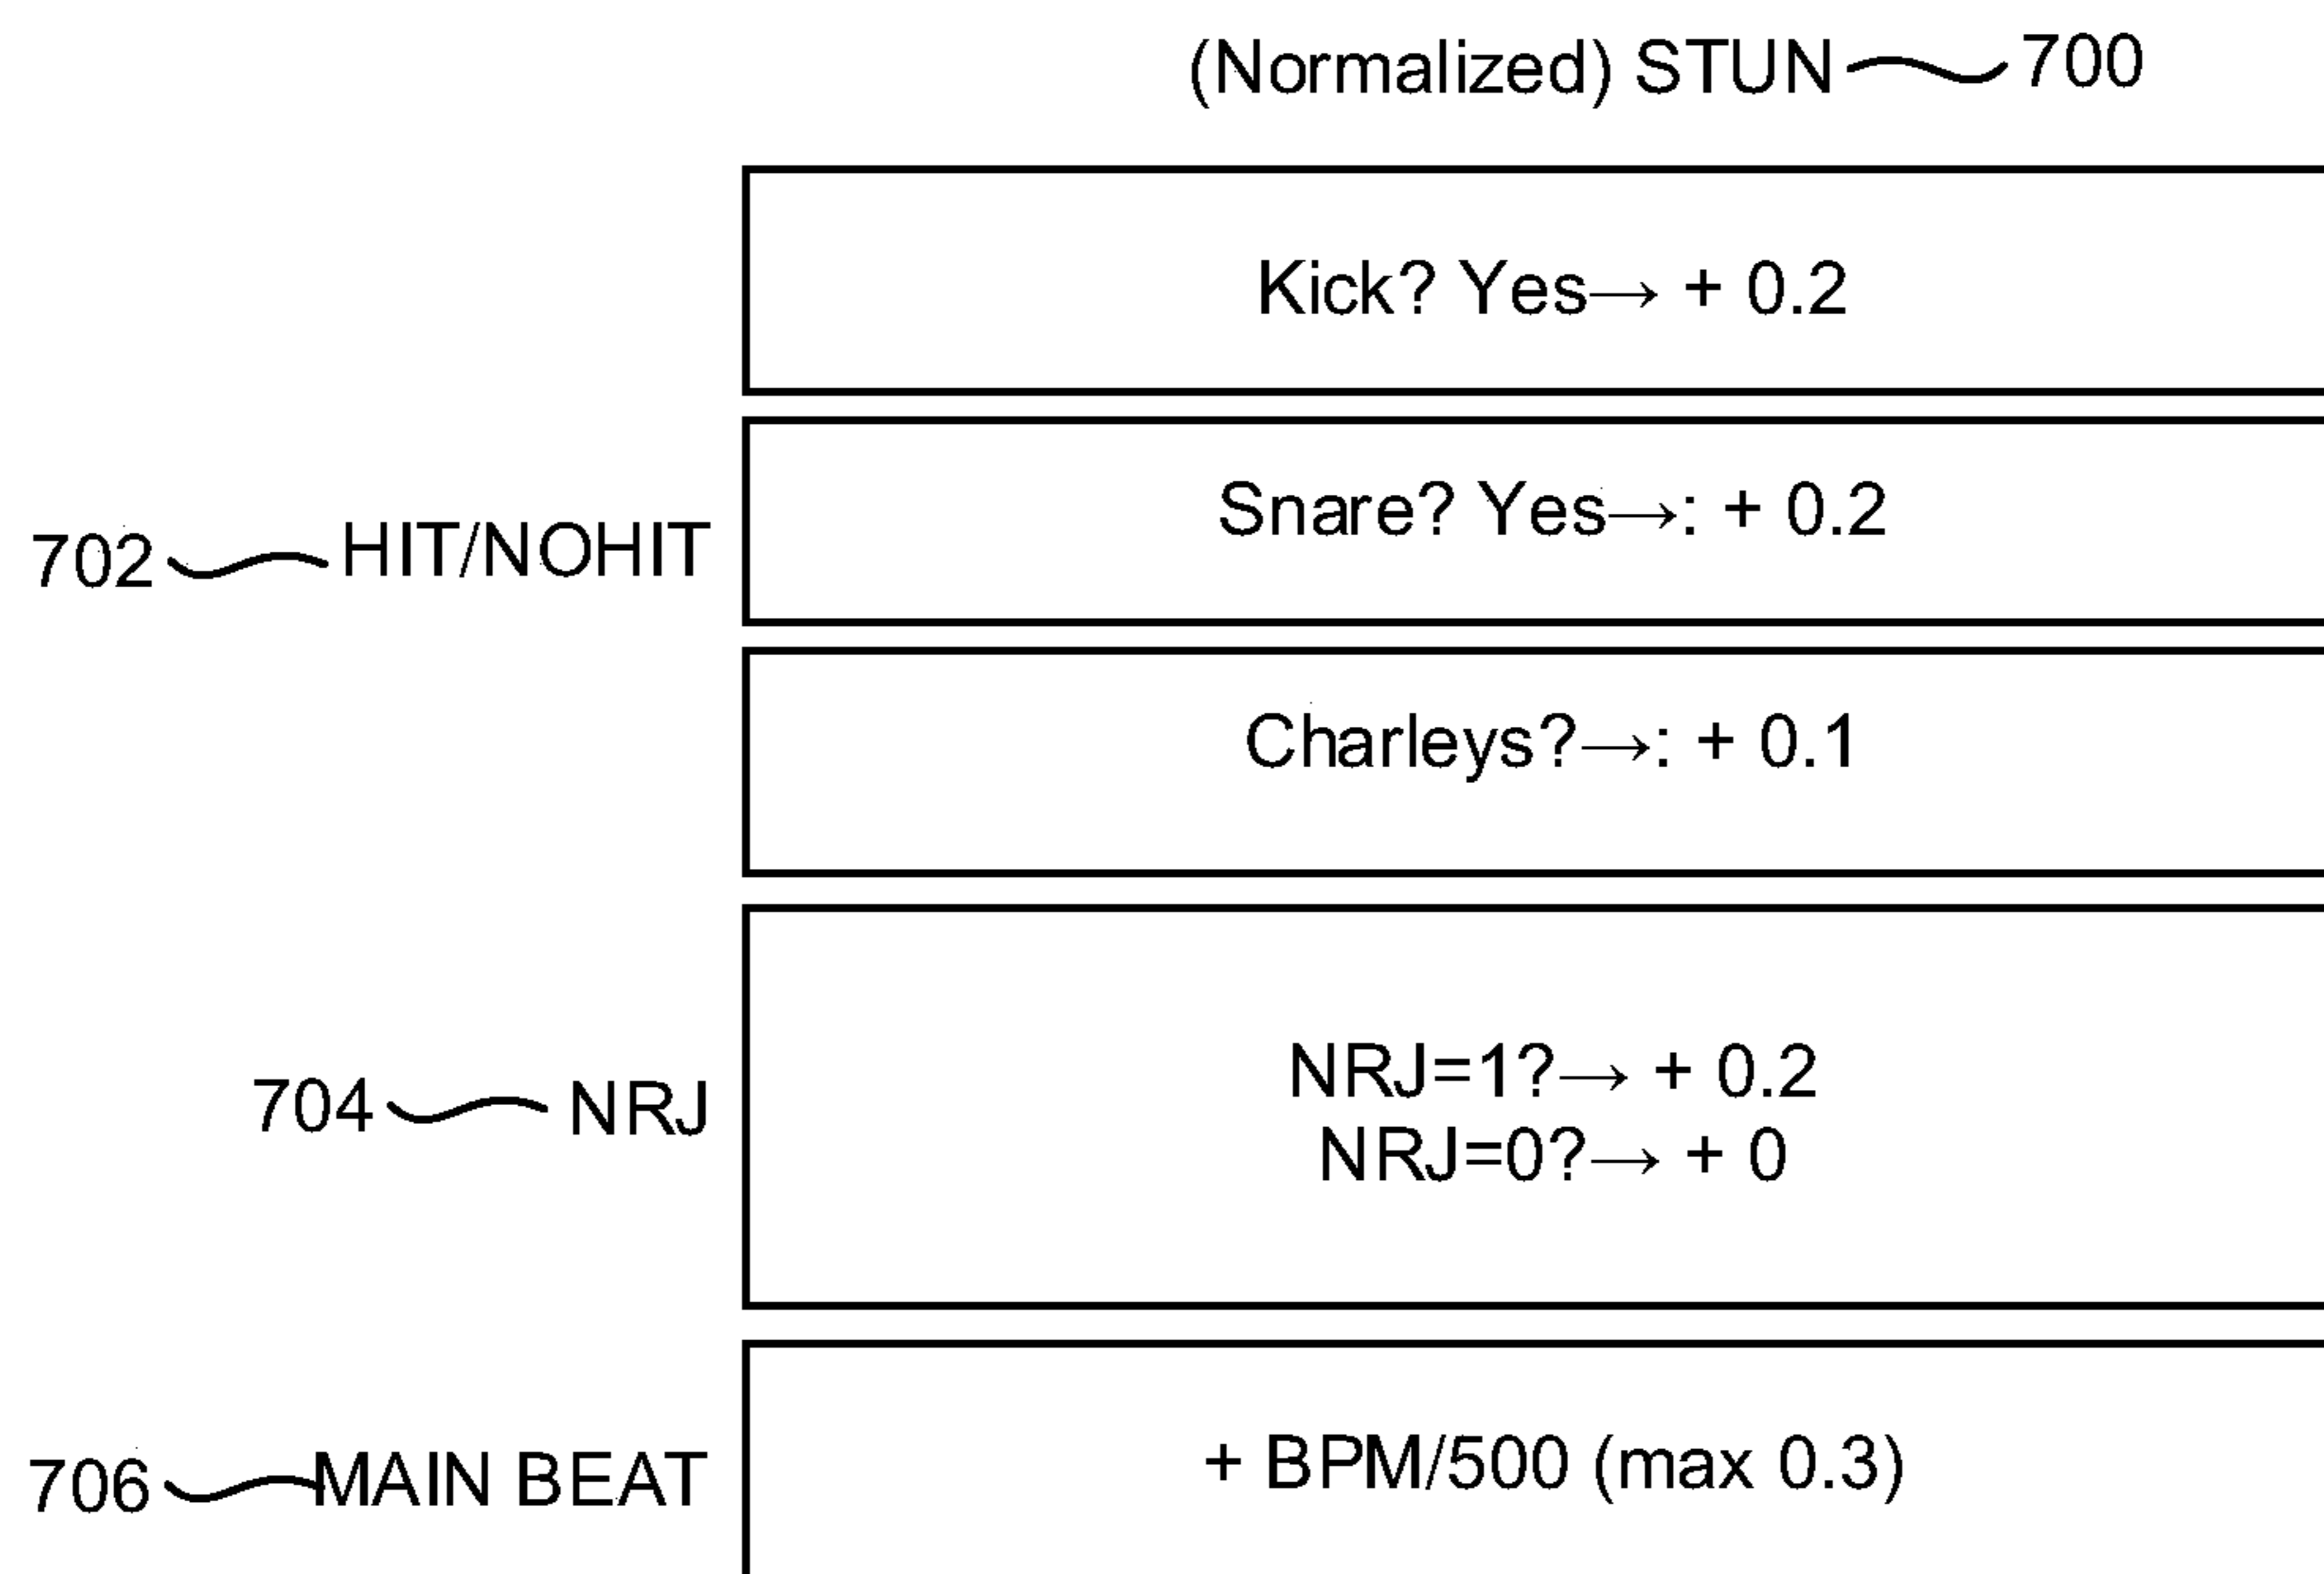 (Normalized) STUN 700
Kick? Yes→ + 0.2
Snare? Yes→: + 0.2
702 HIT/NOHIT
Charleys?→: + 0.1
NRJ=1?→ + 0.2
704 NRJ
NRJ=0?→ + 0
+ BPM/500 (max 0.3)
706 MAIN BEAT